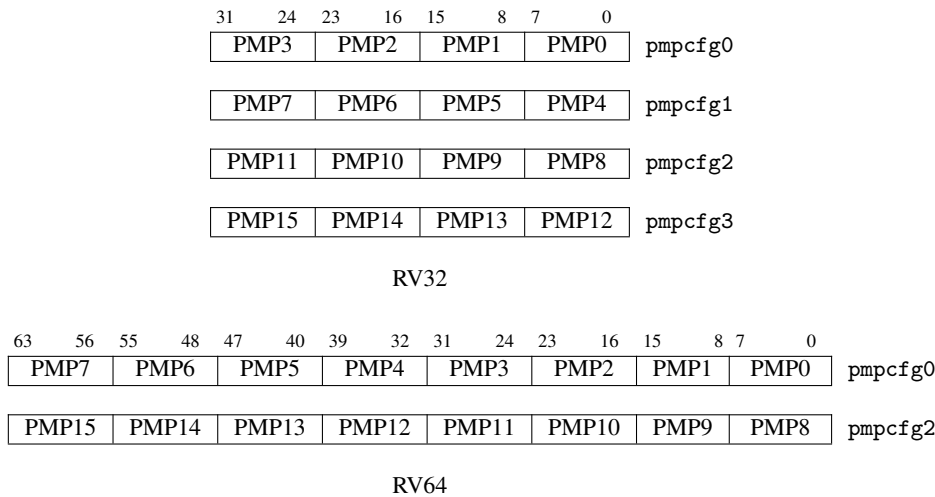 31 24 23 16 15 8 7 0
PMP3 PMP2 PMP1 PMP0 pmpcfg0
PMP7 PMP6 PMP5 PMP4 pmpcfg1
PMP11 PMP10 PMP9 PMP8 pmpcfg2
PMP15 PMP14 PMP13 PMP12 pmpcfg3
RV32
63 56 55 48 47 40 39 32 31 24 23 16 15 8 7 0
PMP7 PMP6 PMP5 PMP4 PMP3 PMP2 PMP1 PMP0 pmpcfg0
PMP15 PMP14 PMP13 PMP12 PMP11 PMP10 PMP9 PMP8 pmpcfg2
RV64